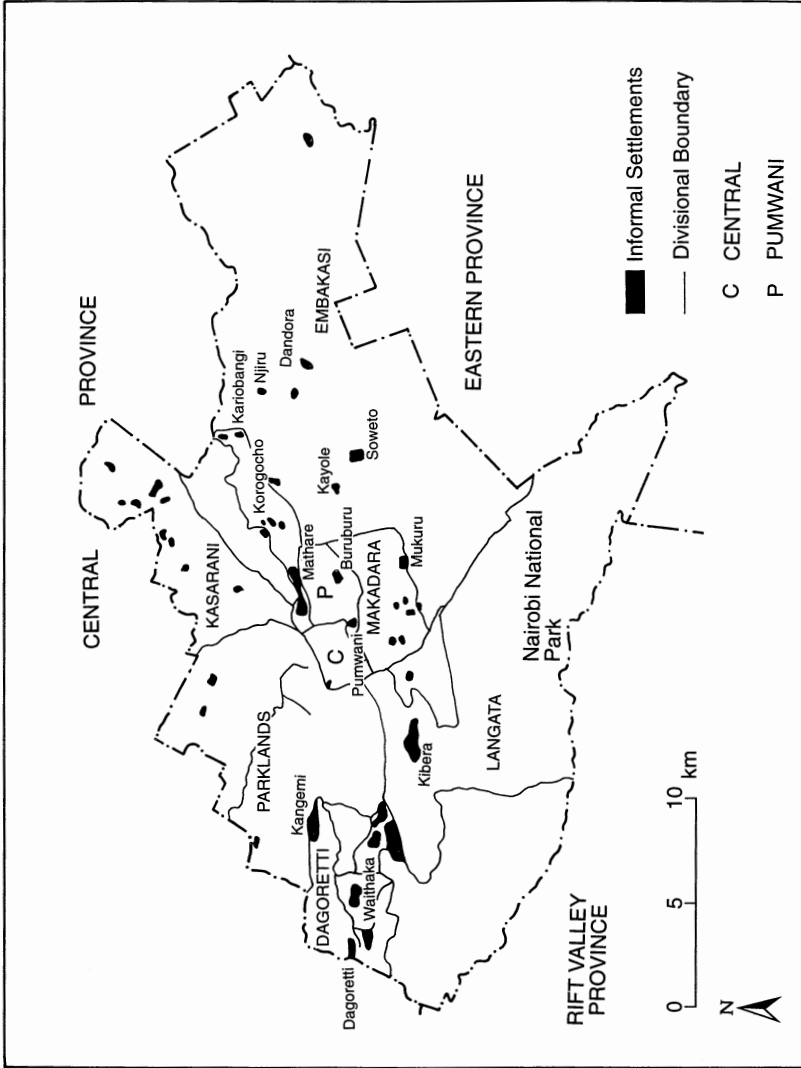 CENTRAL
PROVINCE
KASARANI
Kariobangi
Njiru
Korogocho
Dandora
EMBAKASI
PARKLANDS
Mathare
P
Kayole
C
Buruburu
Soweto
Pumwani
MAKADARA
Mukuru
Kangemi
DAGORETTI
Waithaka
Dagoretti
Kibera
EASTERN PROVINCE
LANGATA
Nairobi National
Park
RIFT VALLEY
PROVINCE
0
5
10
km
N
Informal Settlements
Divisional Boundary
C CENTRAL
P PUMWANI